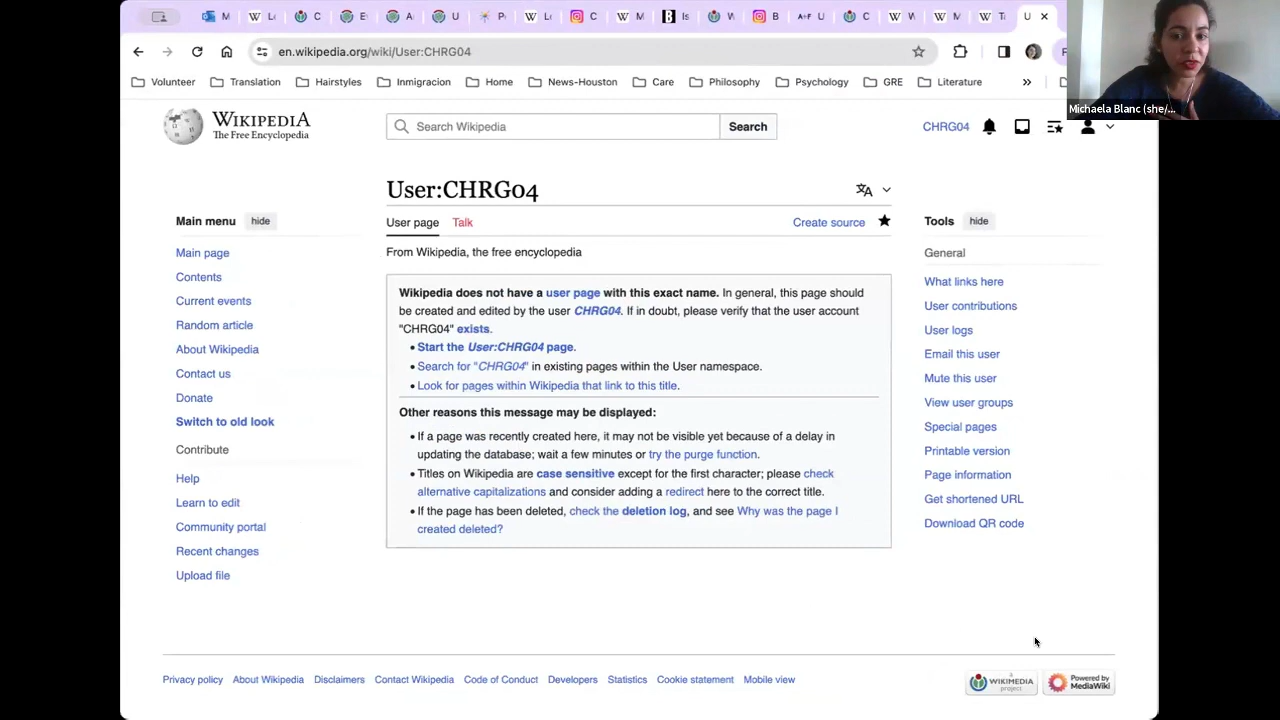 M
W Lo
C
E
A
U
P
W Lo
C
W M
B Is
W
B
A+F U
C
W W
W M
W Ti
U
en.wikipedia.org/wiki/User:CHRG04
Volunteer Translation Hairstyles Inmigracion Home News-Houston Care Philosophy Psychology GRE Literature »
Michaela Blanc (she/...
WIKIPEDIA
The Free Encyclopedia
Search Wikipedia
Search
CHRG04
User:CHRG04
Main menu hide
User page Talk Create source
Tools hide
From Wikipedia, the free encyclopedia
Main page
Contents
Current events
Random article
About Wikipedia
Contact us
Donate
Switch to old look
Contribute
Help
Learn to edit
Community portal
Recent changes
Upload file
Wikipedia does not have a user page with this exact name. In general, this page should
be created and edited by the user CHRG04. If in doubt, please verify that the user account
"CHRG04" exists.
• Start the User:CHRG04 page.
• Search for "CHRG04" in existing pages within the User namespace.
• Look for pages within Wikipedia that link to this title.
Other reasons this message may be displayed:
• If a page was recently created here, it may not be visible yet because of a delay in
updating the database; wait a few minutes or try the purge function.
• Titles on Wikipedia are case sensitive except for the first character; please check
alternative capitalizations and consider adding a redirect here to the correct title.
• If the page has been deleted, check the deletion log, and see Why was the page I
created deleted?
General
What links here
User contributions
User logs
Email this user
Mute this user
View user groups
Special pages
Printable version
Page information
Get shortened URL
Download QR code
Privacy policy About Wikipedia Disclaimers Contact Wikipedia Code of Conduct Developers Statistics Cookie statement Mobile view
A
WIKIMEDIA
project
Powered by
MediaWiki